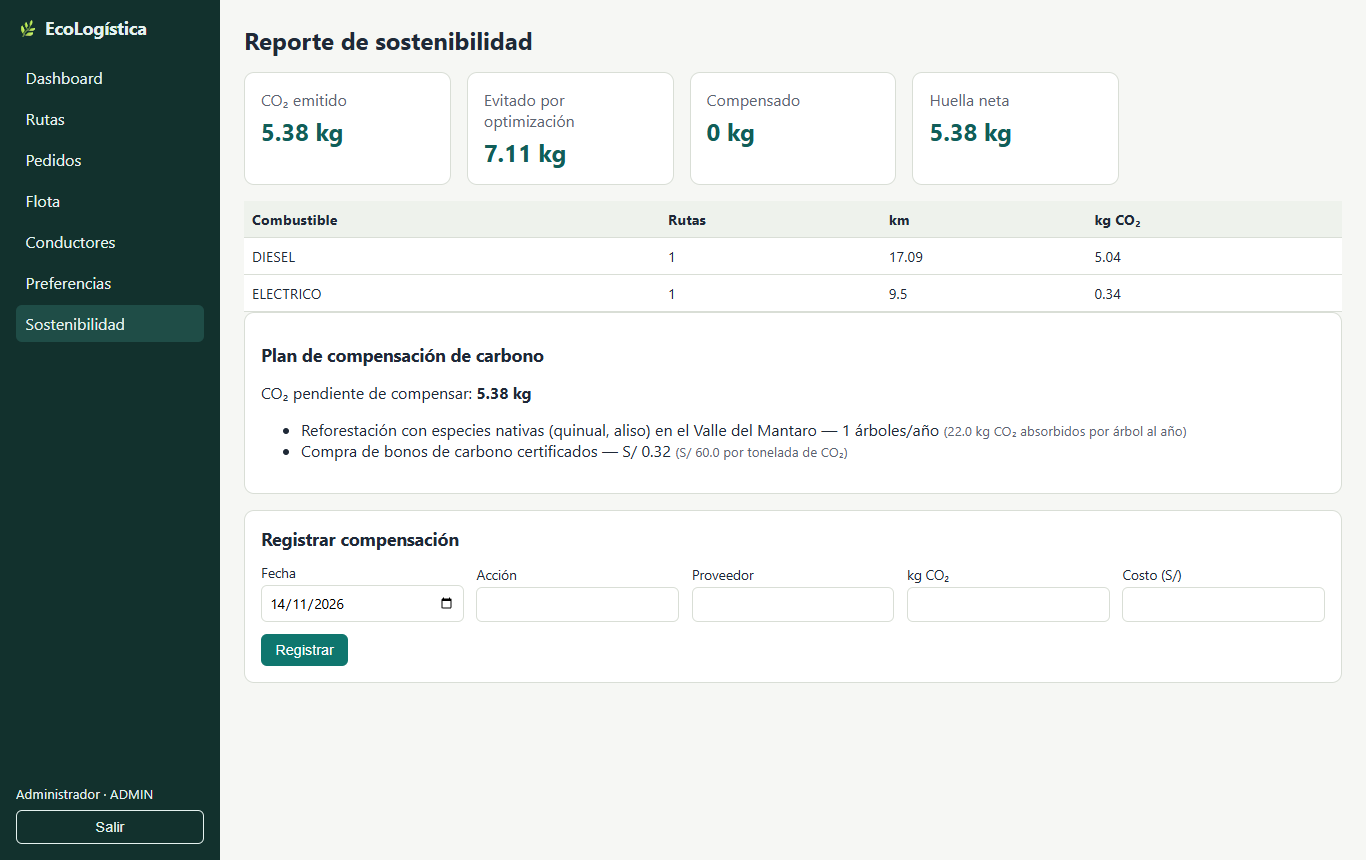 EcoLogística
Dashboard
Rutas
Pedidos
Flota
Conductores
Preferencias
Sostenibilidad
Administrador · ADMIN
Salir
Reporte de sostenibilidad
CO₂ emitido
5.38 kg
Evitado por
optimización
7.11 kg
Compensado
0 kg
Huella neta
5.38 kg
Combustible Rutas km kg CO₂
DIESEL 1 17.09 5.04
ELECTRICO 1 9.5 0.34
Plan de compensación de carbono
CO₂ pendiente de compensar: 5.38 kg
• Reforestación con especies nativas (quinual, aliso) en el Valle del Mantaro — 1 árboles/año (22.0 kg CO₂ absorbidos por árbol al año)
• Compra de bonos de carbono certificados — S/ 0.32 (S/ 60.0 por tonelada de CO₂)
Registrar compensación
Fecha Acción Proveedor kg CO₂ Costo (S/)
14/11/2026
Registrar